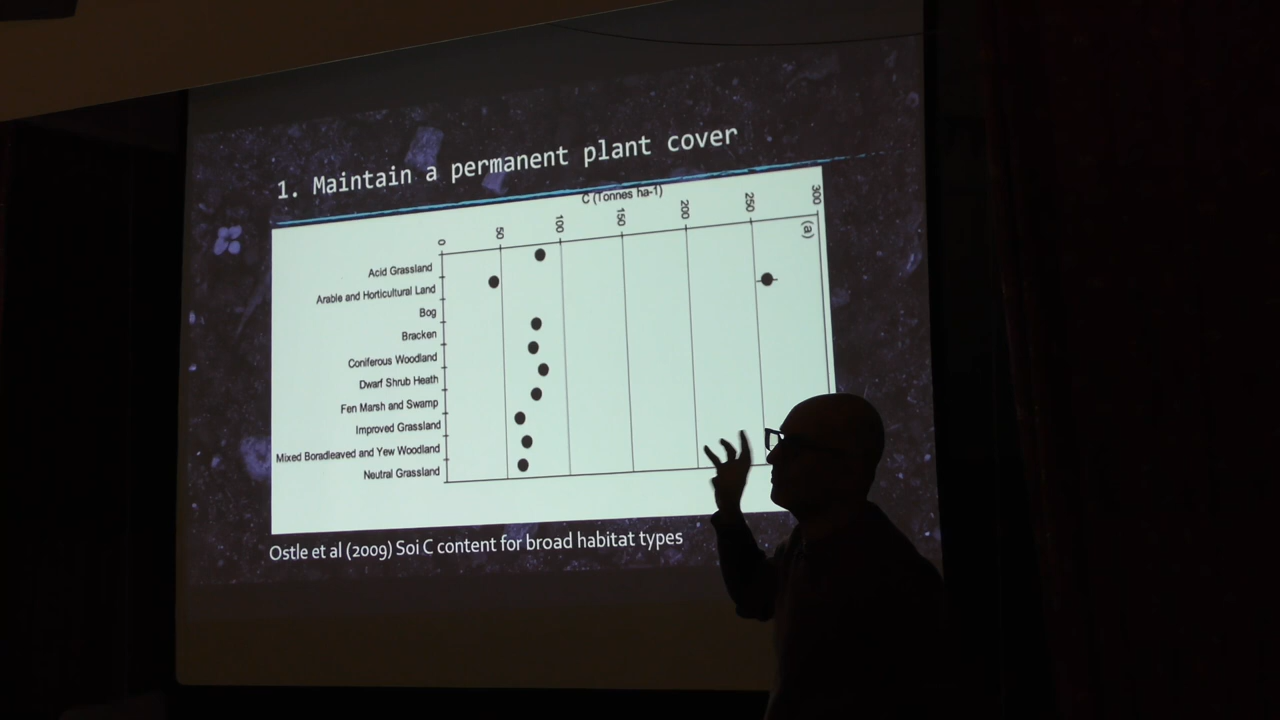 1. Maintain a permanent plant cover
C (Tonnes ha-1)
0 50 100 150 200 250 300
(a)
Acid Grassland
Arable and Horticultural Land
Bog
Bracken
Coniferous Woodland
Dwarf Shrub Heath
Fen Marsh and Swamp
Improved Grassland
Mixed Boradleaved and Yew Woodland
Neutral Grassland
Ostle et al (2009) Soi C content for broad habitat types